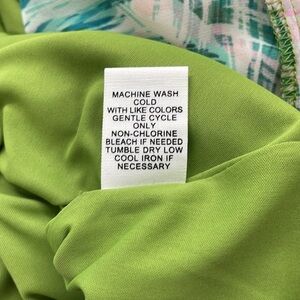 MACHINE WASH
COLD
WITH LIKE COLORS
GENTLE CYCLE
ONLY
NON-CHLORINE
BLEACH IF NEEDED
TUMBLE DRY LOW
COOL IRON IF
NECESSARY